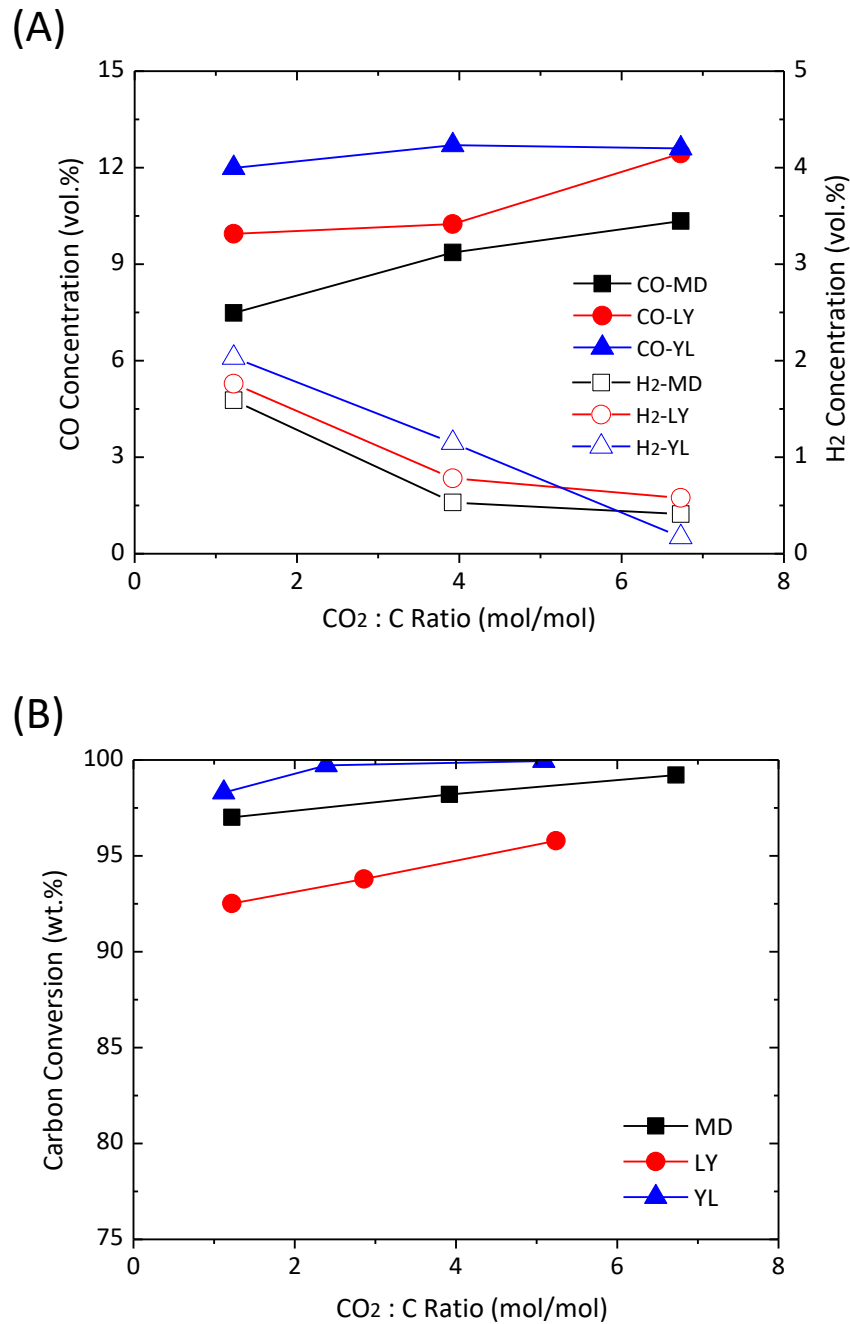 (A)
15
12
9
6
3
0
CO Concentration (vol.%)
5
4
3
2
1
0
H2 Concentration (vol.%)
CO-MD
CO-LY
CO-YL
H2-MD
H2-LY
H2-YL
0 2 4 6 8
CO2 : C Ratio (mol/mol)
(B)
100
95
90
85
80
75
Carbon Conversion (wt.%)
MD
LY
YL
0 2 4 6 8
CO2 : C Ratio (mol/mol)